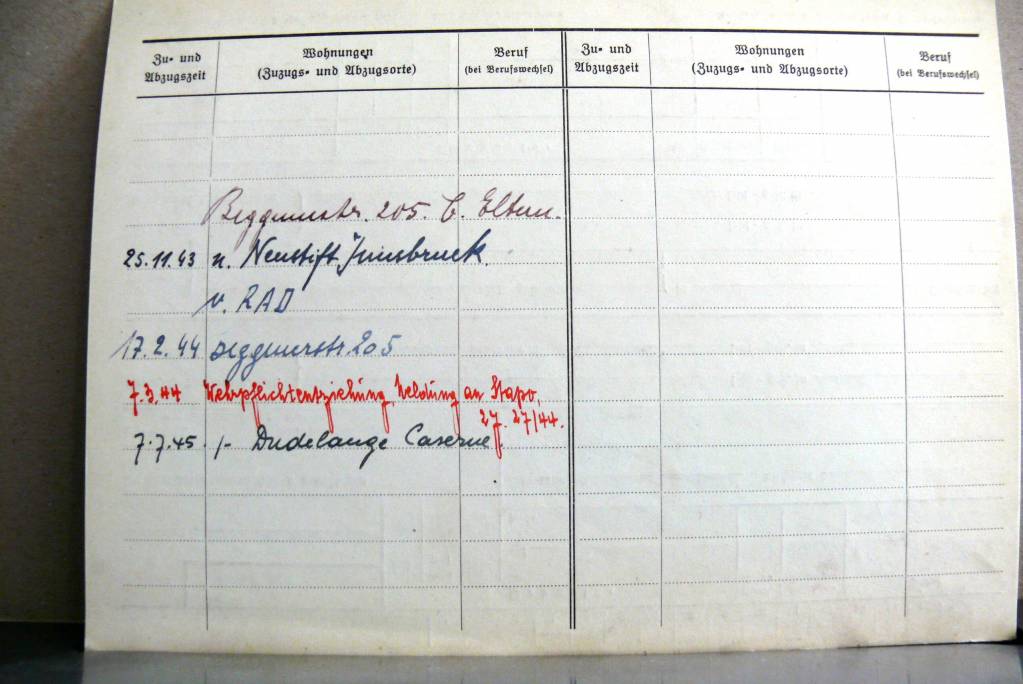 Zu- und Abzugszeit
Wohnungen
(Zuzugs- und Abzugsorte)
Beruf
(bei Berufswechsel)
Zu- und Abzugszeit
Wohnungen
(Zuzugs- und Abzugsorte)
Beruf
(bei Berufswechsel)
Beggenerstr. 205. b. Eltern.
25.11.43 n. Neustift Innsbruck.
v. RAD
17.2.44 Beggenerstr. 205
7.3.44 Wehrpflichtentziehung, Meldung an Stapo,
27/44.
7.7.45 Dudelange Caserne